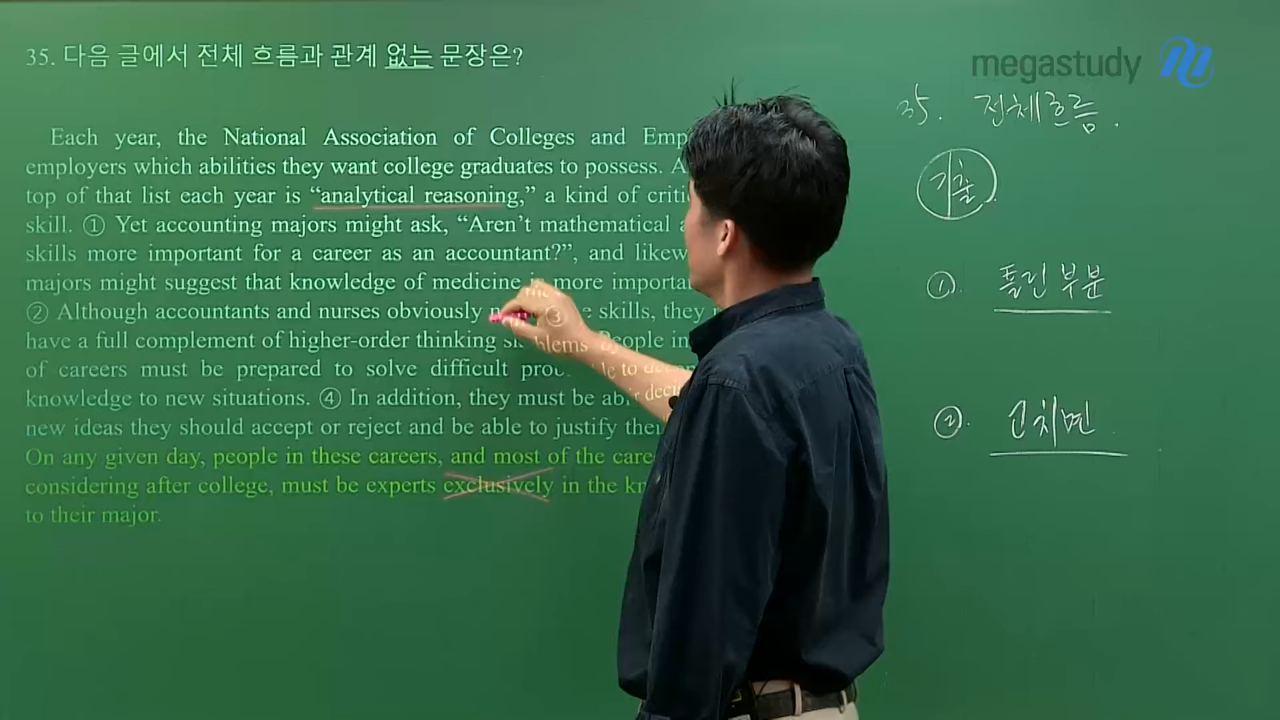 35. 다음 글에서 전체 흐름과 관계 없는 문장은?
megastudy
Each year, the National Association of Colleges and Emp
employers which abilities they want college graduates to possess. A
top of that list each year is “analytical reasoning,” a kind of criti
skill. ① Yet accounting majors might ask, “Aren’t mathematical a
skills more important for a career as an accountant?”, and likew
majors might suggest that knowledge of medicine is more importa
② Although accountants and nurses obviously ③ e skills, they
have a full complement of higher-order thinking People in
of careers must be prepared to solve difficult
knowledge to new situations. ④ In addition, they must be
new ideas they should accept or reject and be able to justify
On any given day, people in these careers, and most of the care
considering after college, must be experts exclusively in the kn
to their major.
35. 전체흐름.
기출
①. 틀린 부분
②. 고치면